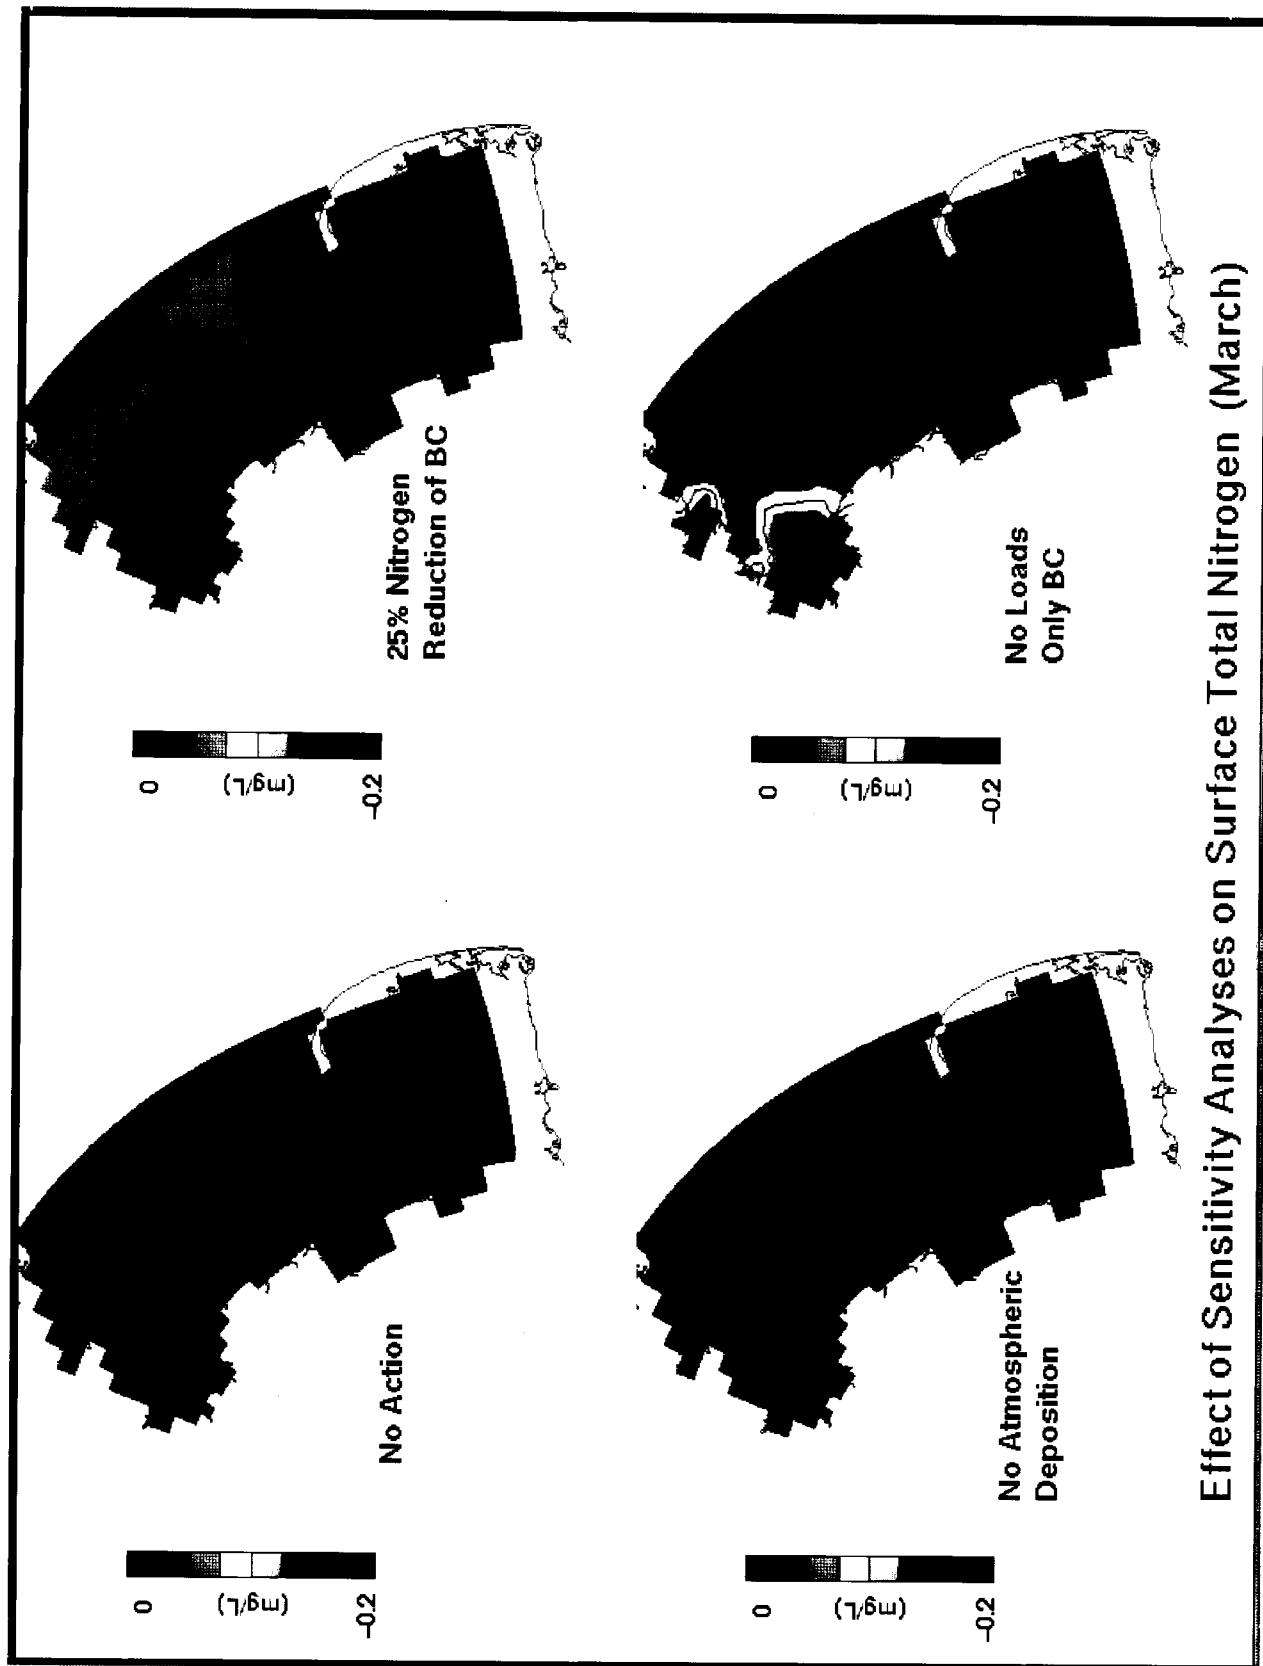 0
(mg/L)
-0.2
No Action
0
(mg/L)
-0.2
25% Nitrogen
Reduction of BC
0
(mg/L)
-0.2
No Atmospheric
Deposition
0
(mg/L)
-0.2
No Loads
Only BC
Effect of Sensitivity Analyses on Surface Total Nitrogen (March)